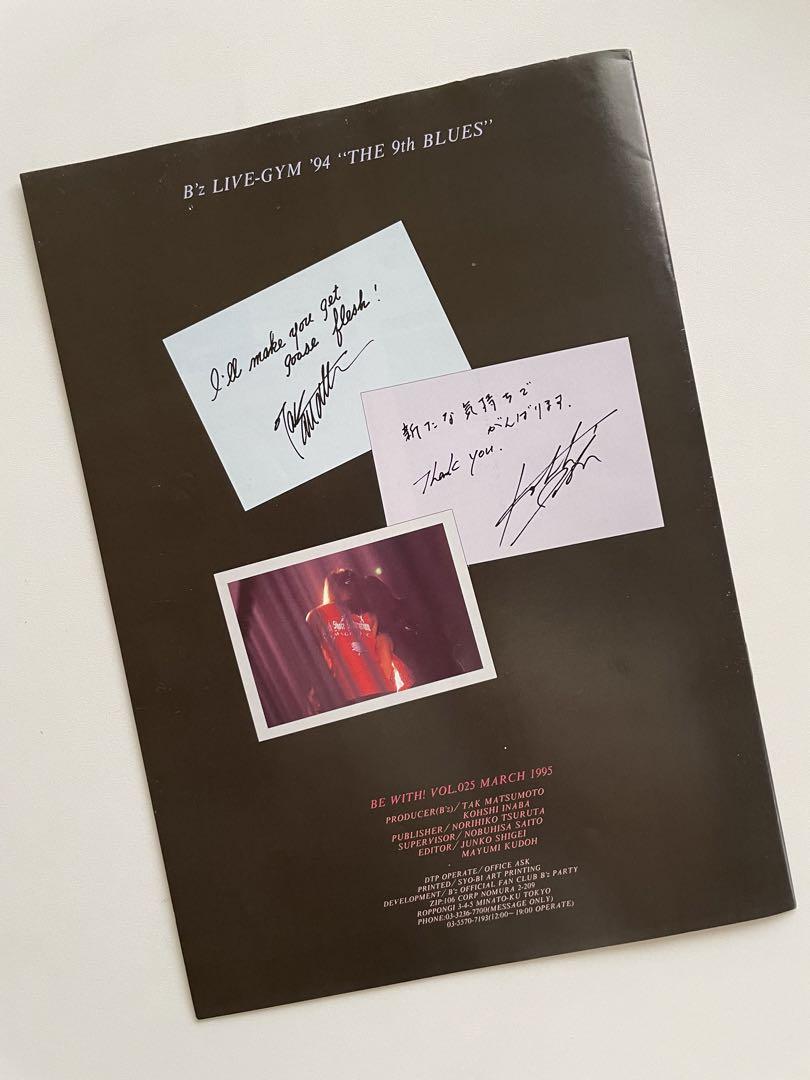 B'z LIVE-GYM '94 "THE 9th BLUES"
I'll make you get
goose flesh!
新たな気持ちで
がんばります.
Thank you.
BE WITH! VOL.025 MARCH 1995
PRODUCER(B'z)/TAK MATSUMOTO
KOHSHI INABA
PUBLISHER/NORIHIKO TSURUTA
SUPERVISOR/NOBUHISA SAITO
EDITOR/JUNKO SHIGEI
MAYUMI KUDOH
DTP OPERATE/OFFICE ASK
PRINTED/SYO-BI ART PRINTING
DEVELOPMENT/B'z OFFICIAL FAN CLUB B'z PARTY
ZIP:106 CORP NOMURA 2-209
ROPPONGI 3-4-5 MINATO-KU TOKYO
PHONE:03-3236-7700(MESSAGE ONLY)
03-5570-7193(12:00~19:00 OPERATE)